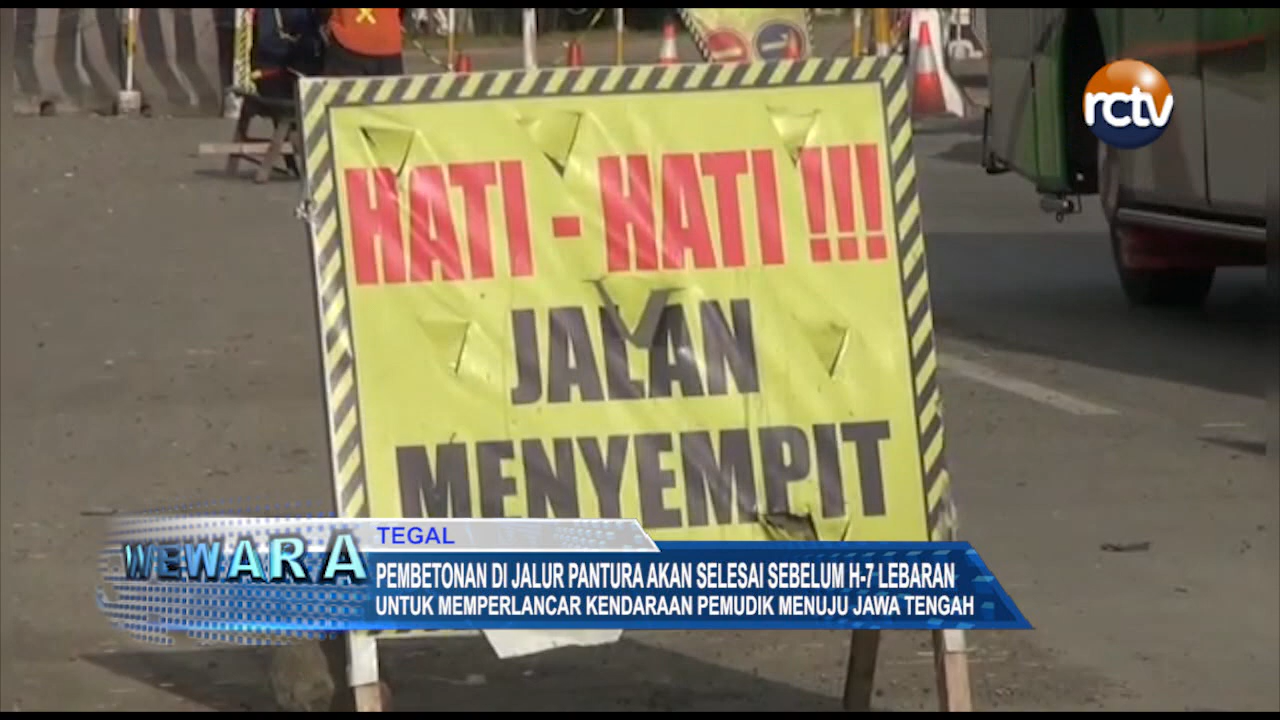 rctv
HATI - HATI !!!
JALAN
MENYEMPIT
TEGAL
WEWARA
PEMBETONAN DI JALUR PANTURA AKAN SELESAI SEBELUM H-7 LEBARAN
UNTUK MEMPERLANCAR KENDARAAN PEMUDIK MENUJU JAWA TENGAH